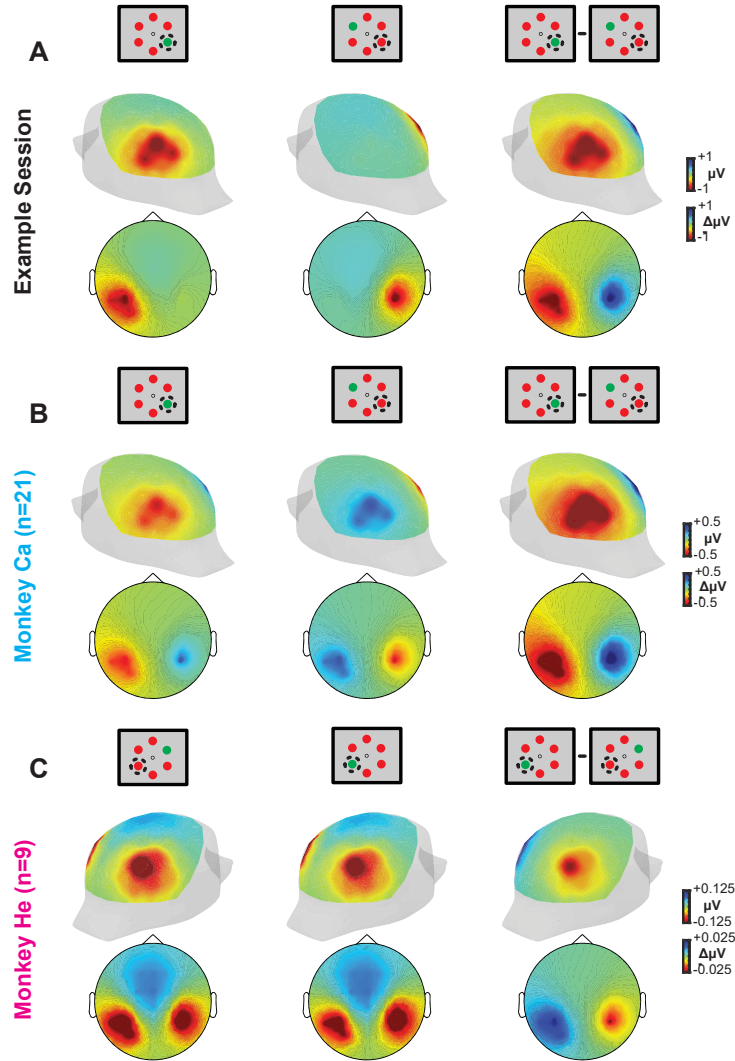 A
Example Session
+1
μV
-1
+1
ΔμV
-1
B
Monkey Ca (n=21)
+0.5
μV
-0.5
+0.5
ΔμV
-0.5
C
Monkey He (n=9)
+0.125
μV
-0.125
+0.025
ΔμV
-0.025